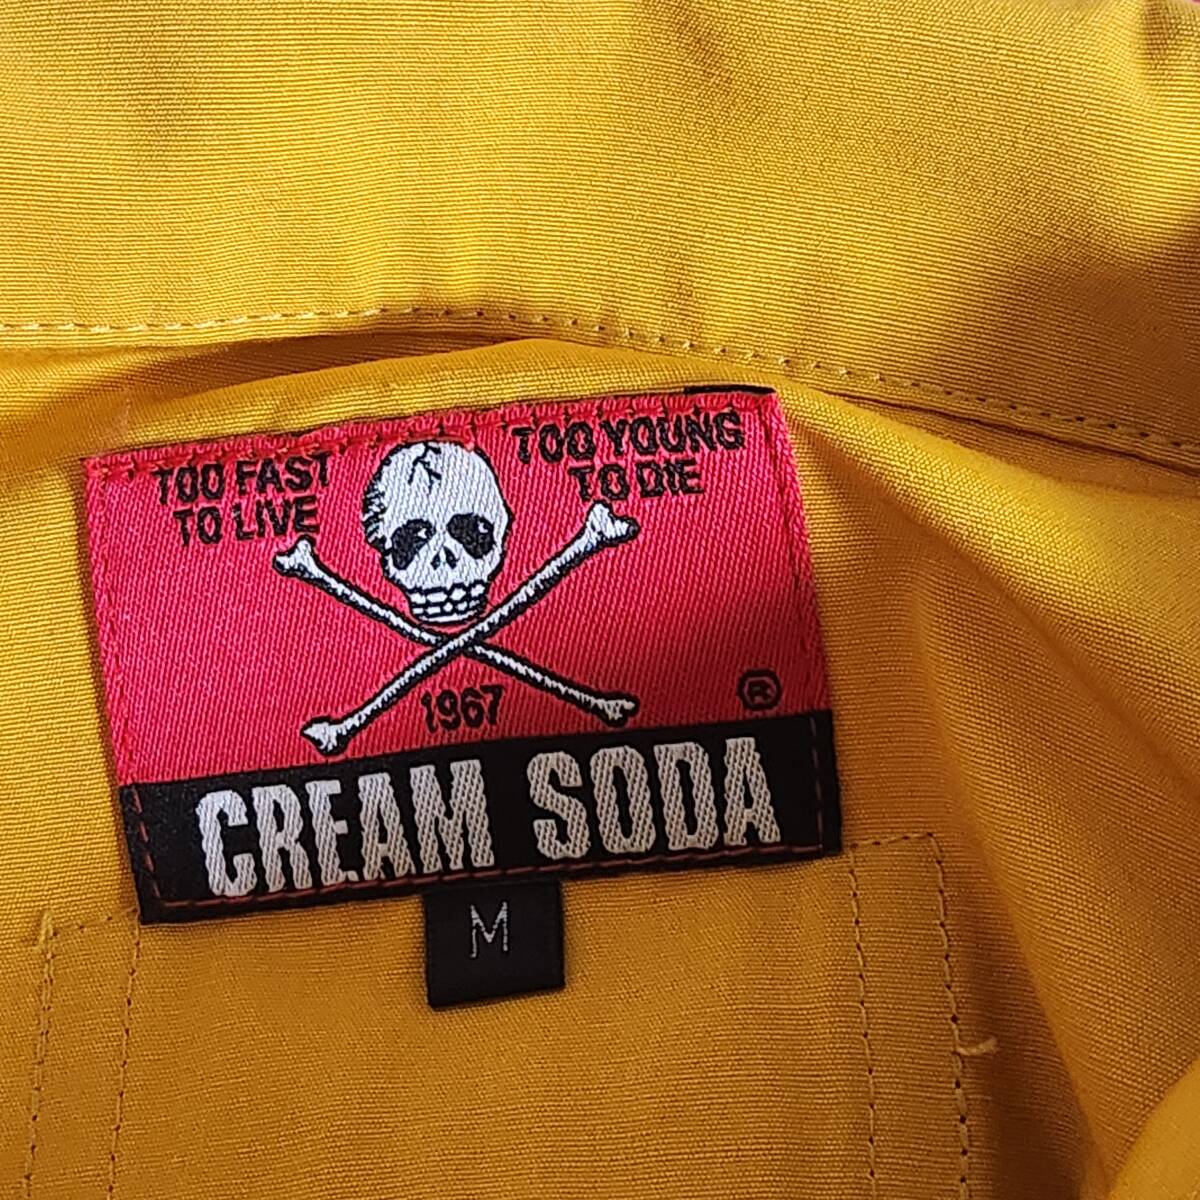 TOO FAST
TO LIVE
TOO YOUNG
TO DIE
1967
®
CREAM SODA
M